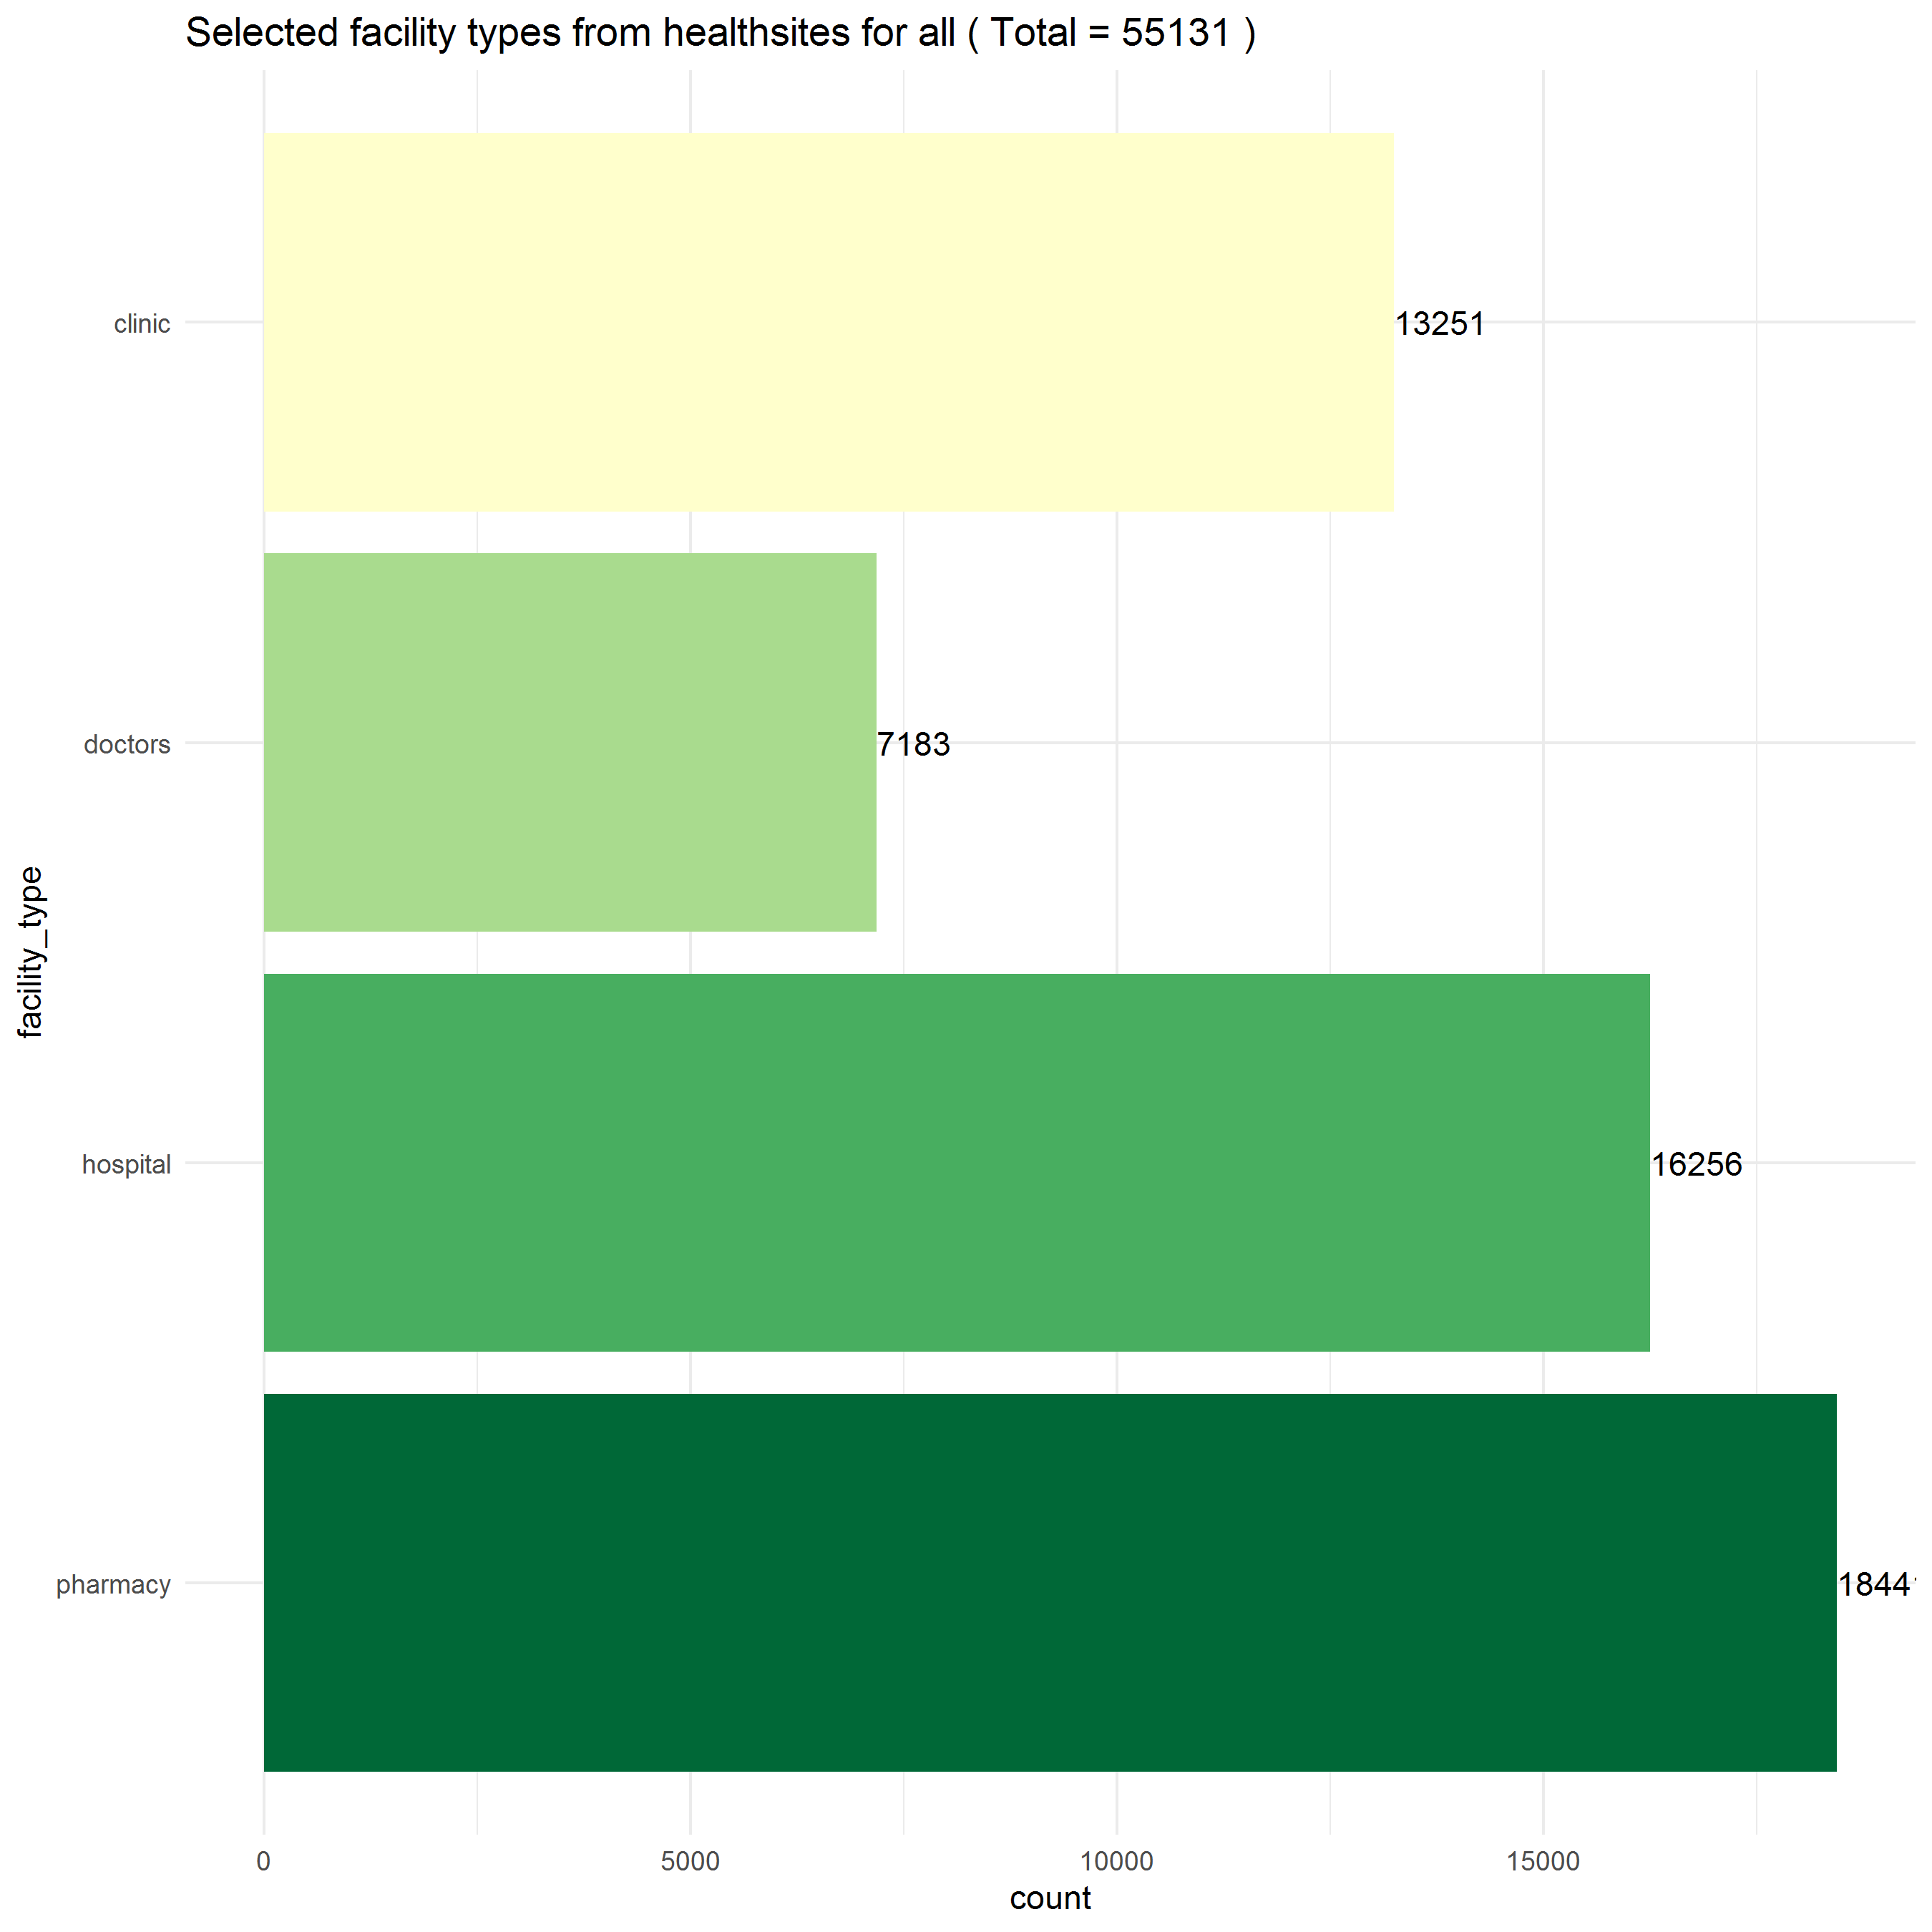 Selected facility types from healthsites for all ( Total = 55131 )
clinic
13251
doctors
7183
facility_type
hospital
16256
pharmacy
18441
0
5000
10000
15000
count